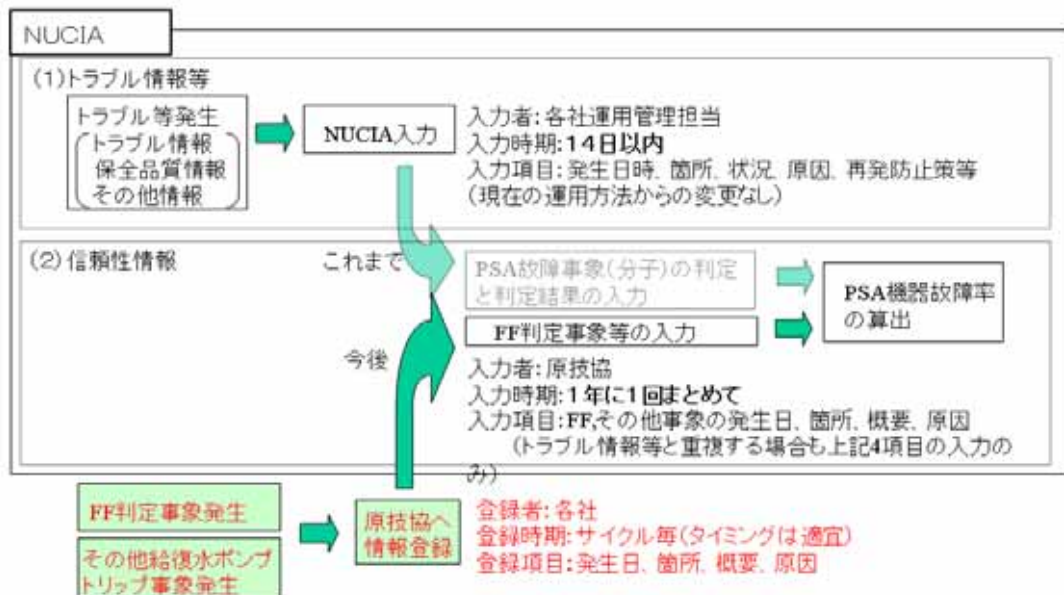 NUCIA
(1)トラブル情報等
トラブル等発生
トラブル情報
保全品質情報
その他情報
NUCIA入力
入力者:各社運用管理担当
入力時期:14日以内
入力項目:発生日時、箇所、状況、原因、再発防止策等
(現在の運用方法からの変更なし)
(2)信頼性情報
これまで
PSA故障事象(分子)の判定
と判定結果の入力
PSA機器故障率
の算出
FF判定事象等の入力
今後
入力者:原技協
入力時期:1年に1回まとめて
入力項目:FF,その他事象の発生日、箇所、概要、原因
(トラブル情報等と重複する場合も上記4項目の入力の
み)
FF判定事象発生
その他給復水ポンプ
トリップ事象発生
原技協へ
情報登録
登録者:各社
登録時期:サイクル毎(タイミングは適宜)
登録項目:発生日、箇所、概要、原因